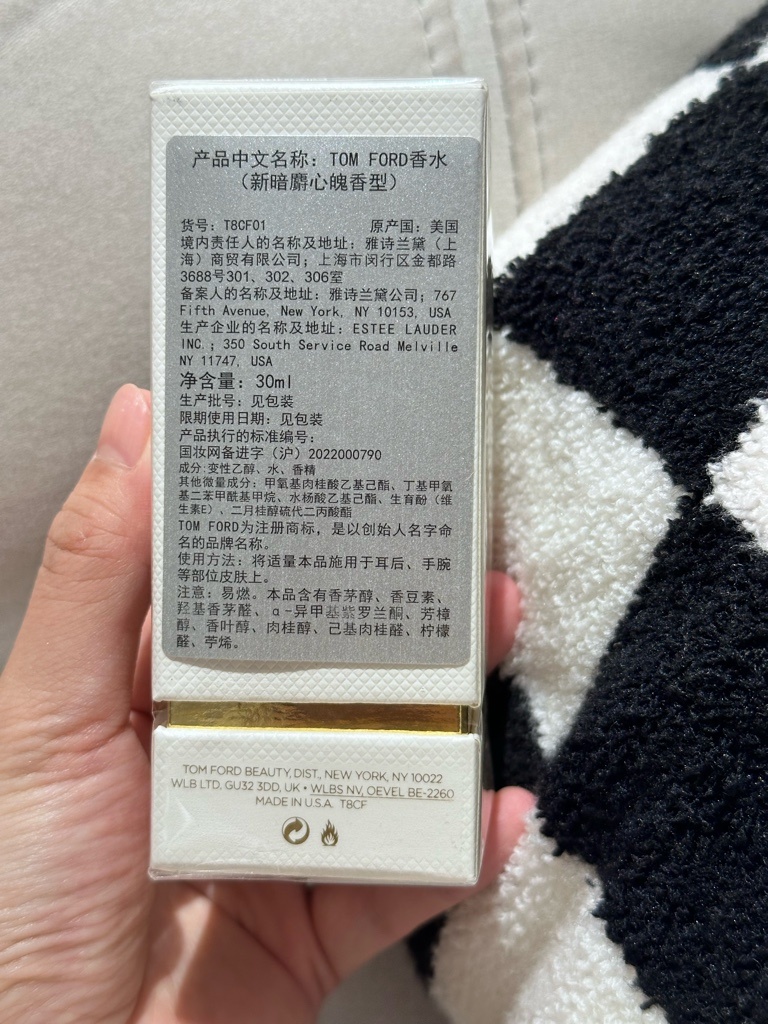 产品中文名称：TOM FORD香水
（新暗麝心魄香型）
货号：T8CF01 原产国：美国
境内责任人的名称及地址：雅诗兰黛（上
海）商贸有限公司；上海市闵行区金都路
3688号301、302、306室
备案人的名称及地址：雅诗兰黛公司；767
Fifth Avenue, New York, NY 10153, USA
生产企业的名称及地址：ESTEE LAUDER
INC.；350 South Service Road Melville
NY 11747, USA
净含量：30ml
生产批号：见包装
限期使用日期：见包装
产品执行的标准编号：
国妆网备进字（沪）2022000790
成分:变性乙醇、水、香精
其他微量成分：甲氧基肉桂酸乙基己酯、丁基甲氧
基二苯甲酰基甲烷、水杨酸乙基己酯、生育酚（维
生素E）、二月桂醇硫代二丙酸酯
TOM FORD为注册商标，是以创始人名字命
名的品牌名称。
使用方法：将适量本品施用于耳后、手腕
等部位皮肤上。
注意：易燃。本品含有香茅醇、香豆素、
羟基香茅醛、α-异甲基紫罗兰酮、芳樟
醇、香叶醇、肉桂醇、己基肉桂醛、柠檬
醛、苧烯。
TOM FORD BEAUTY, DIST., NEW YORK, NY 10022
WLB LTD. GU32 3DD, UK • WLBS NV, OEVEL BE-2260
MADE IN U.S.A. T8CF